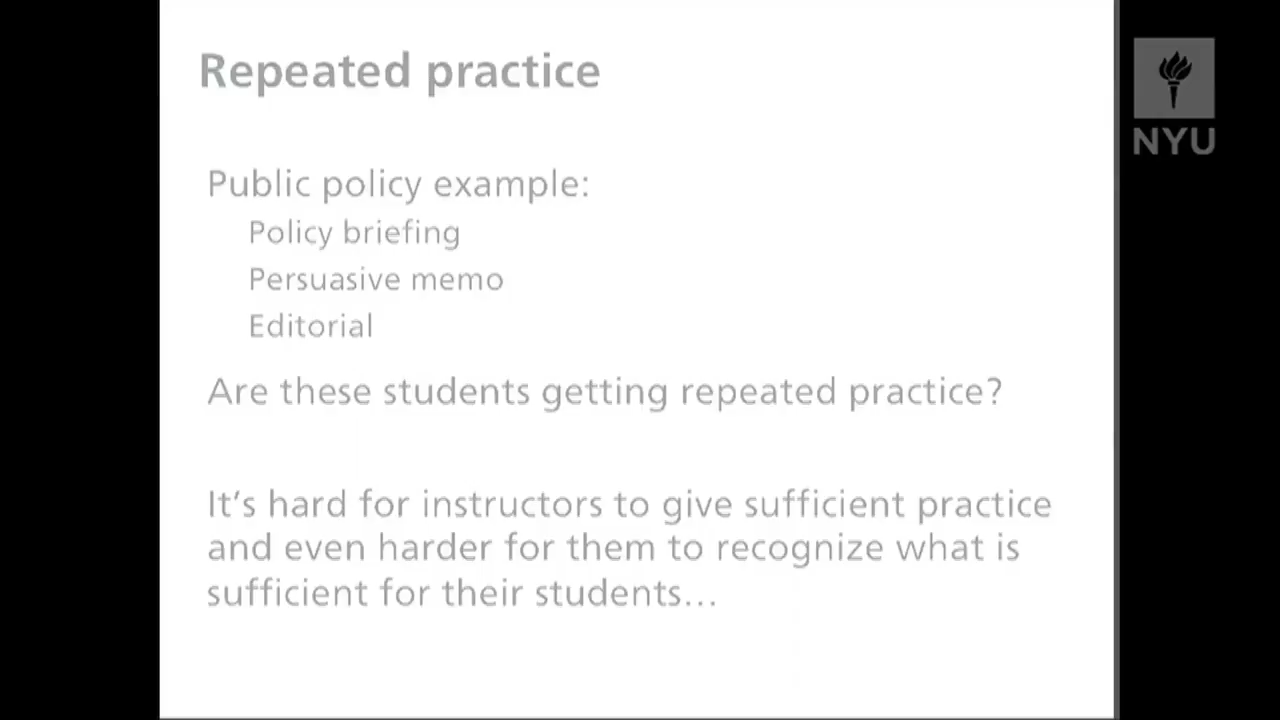 Repeated practice
NYU
Public policy example:
Policy briefing
Persuasive memo
Editorial
Are these students getting repeated practice?
It’s hard for instructors to give sufficient practice
and even harder for them to recognize what is
sufficient for their students…